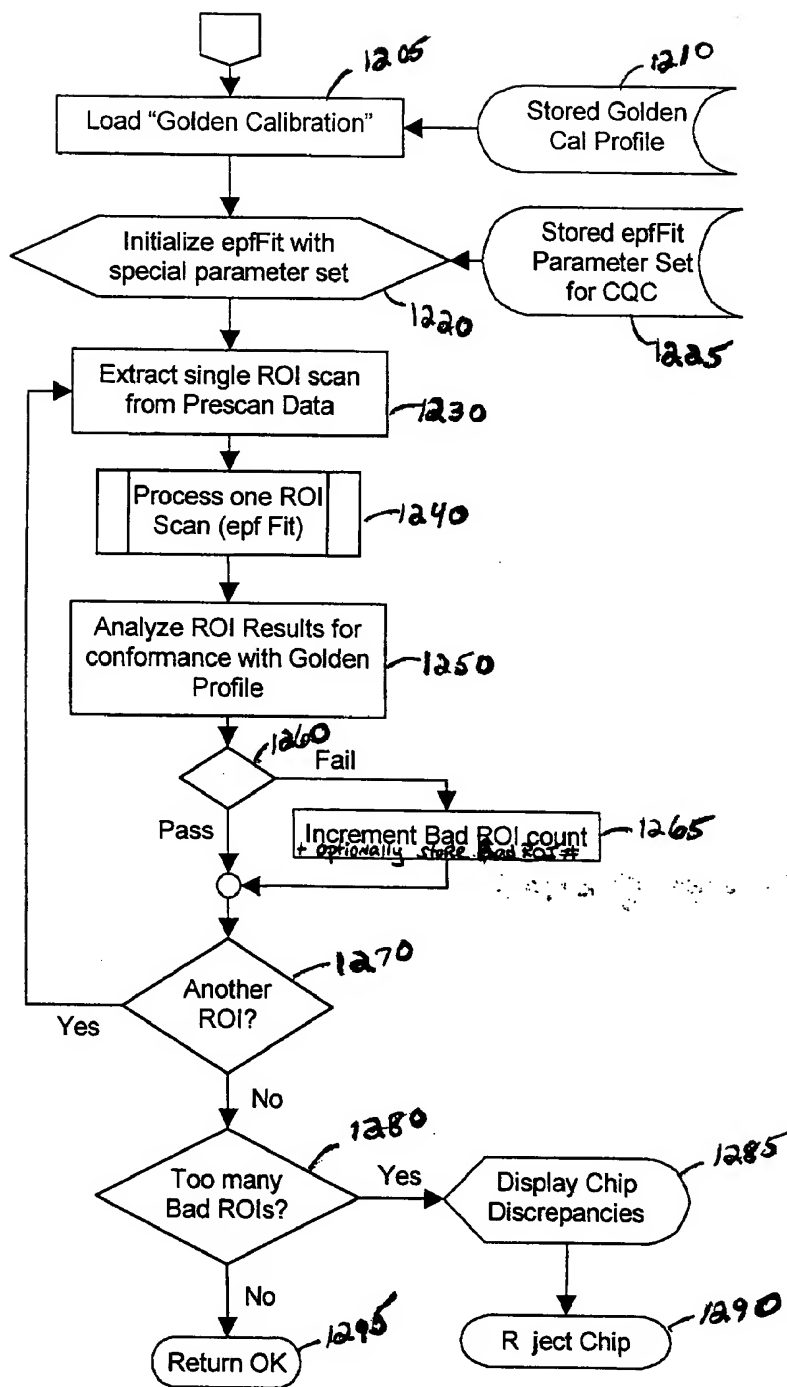 1205
Load "Golden Calibration"
1210
Stored Golden
Cal Profile
Initialize epfFit with
special parameter set
1220
Stored epfFit
Parameter Set
for CQC
1225
Extract single ROI scan
from Prescan Data
1230
Process one ROI
Scan (epf Fit)
1240
Analyze ROI Results for
conformance with Golden
Profile
1250
1260
Fail
Pass
Increment Bad ROI count
+ optionally store Bad ROI #
1265
1270
Another
ROI?
Yes
No
1280
Too many
Bad ROIs?
Yes
1285
Display Chip
Discrepancies
No
1295
Return OK
R ject Chip
1290